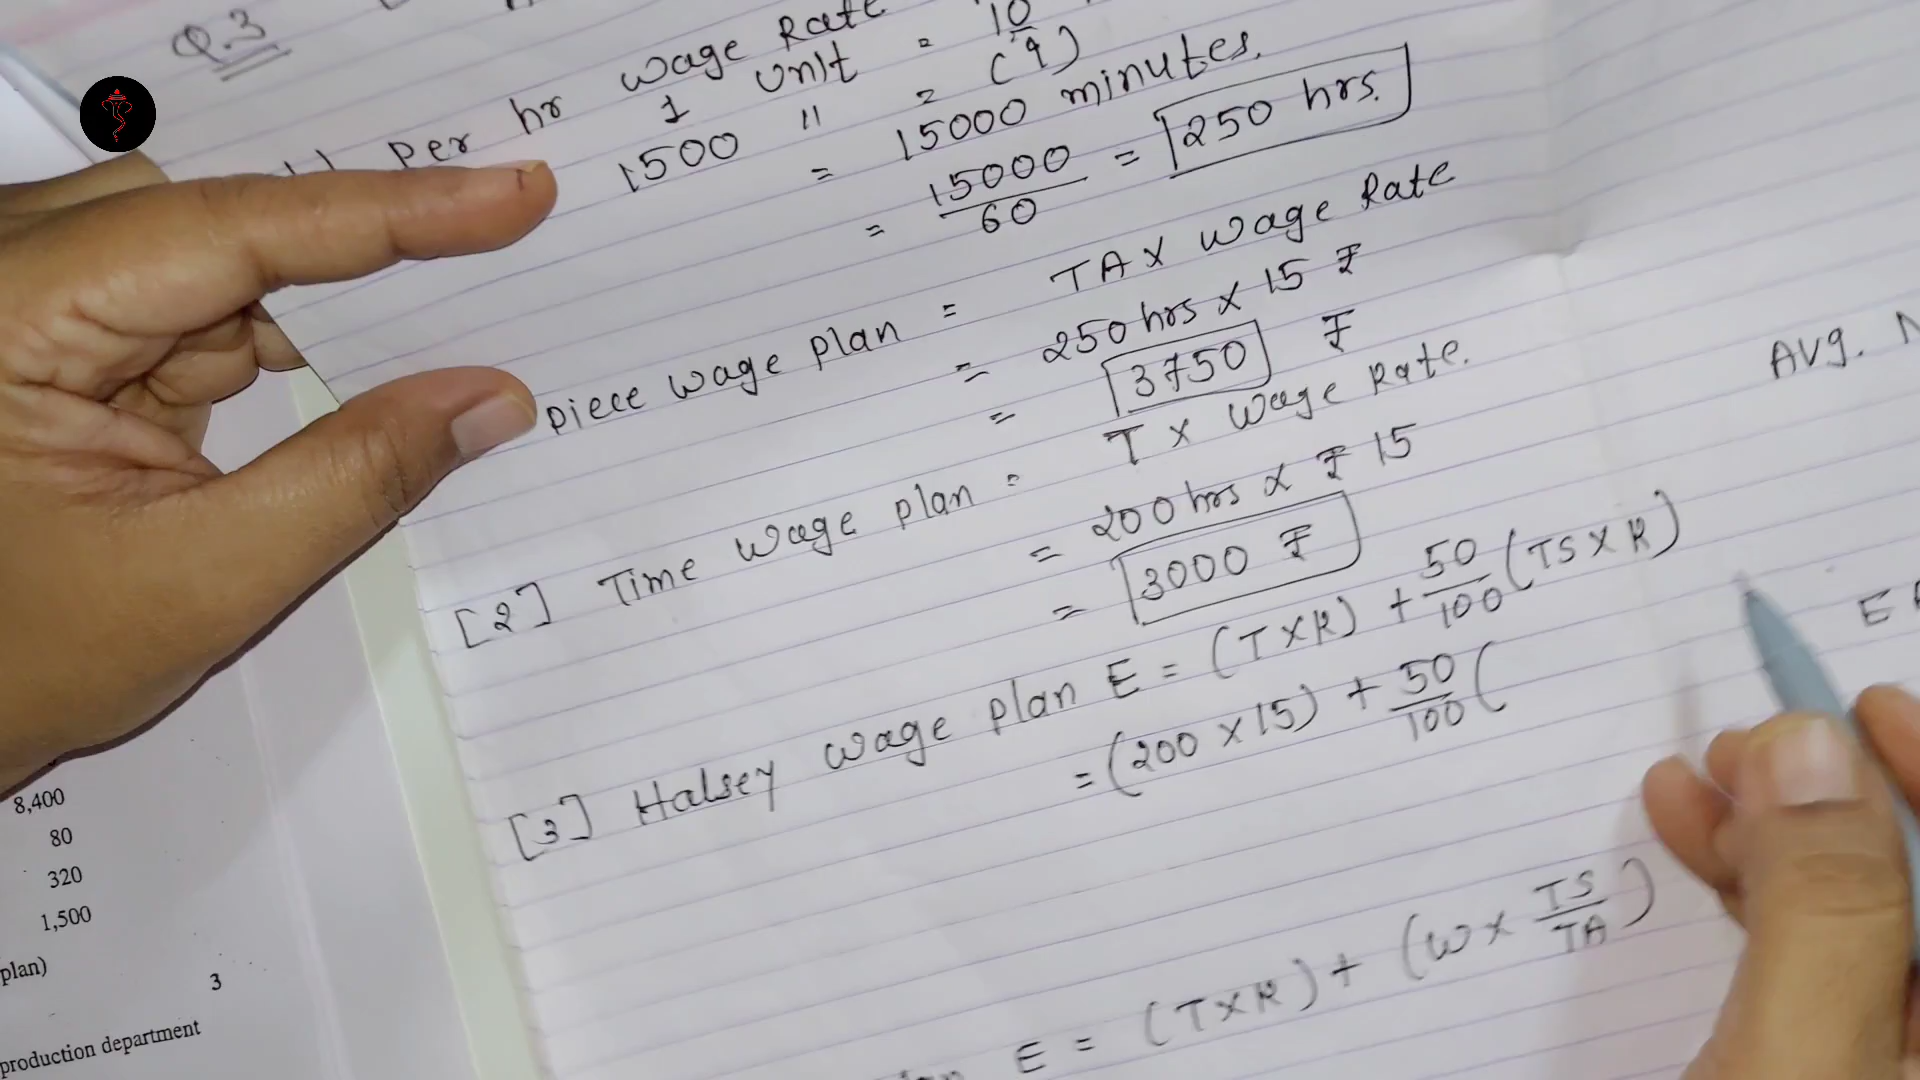 Q.3
Per hr wage Rate
1 unit = 10
1500 " = (4)
= 15000 minutes.
= 15000/60 = 250 hrs.
piece wage plan = TA X wage Rate
= 250 hrs x 15 ₹
= 3750 ₹
[2] Time wage plan = T x wage Rate.
= 200 hrs x ₹ 15
= 3000 ₹
[3] Halsey wage plan E = (TXR) + 50/100 (TS X R)
= (200 x 15) + 50/100 (
E = (TXR) + (W x TS/TA)
Avg.
E
8,400
80
320
1,500
plan)
3
production department